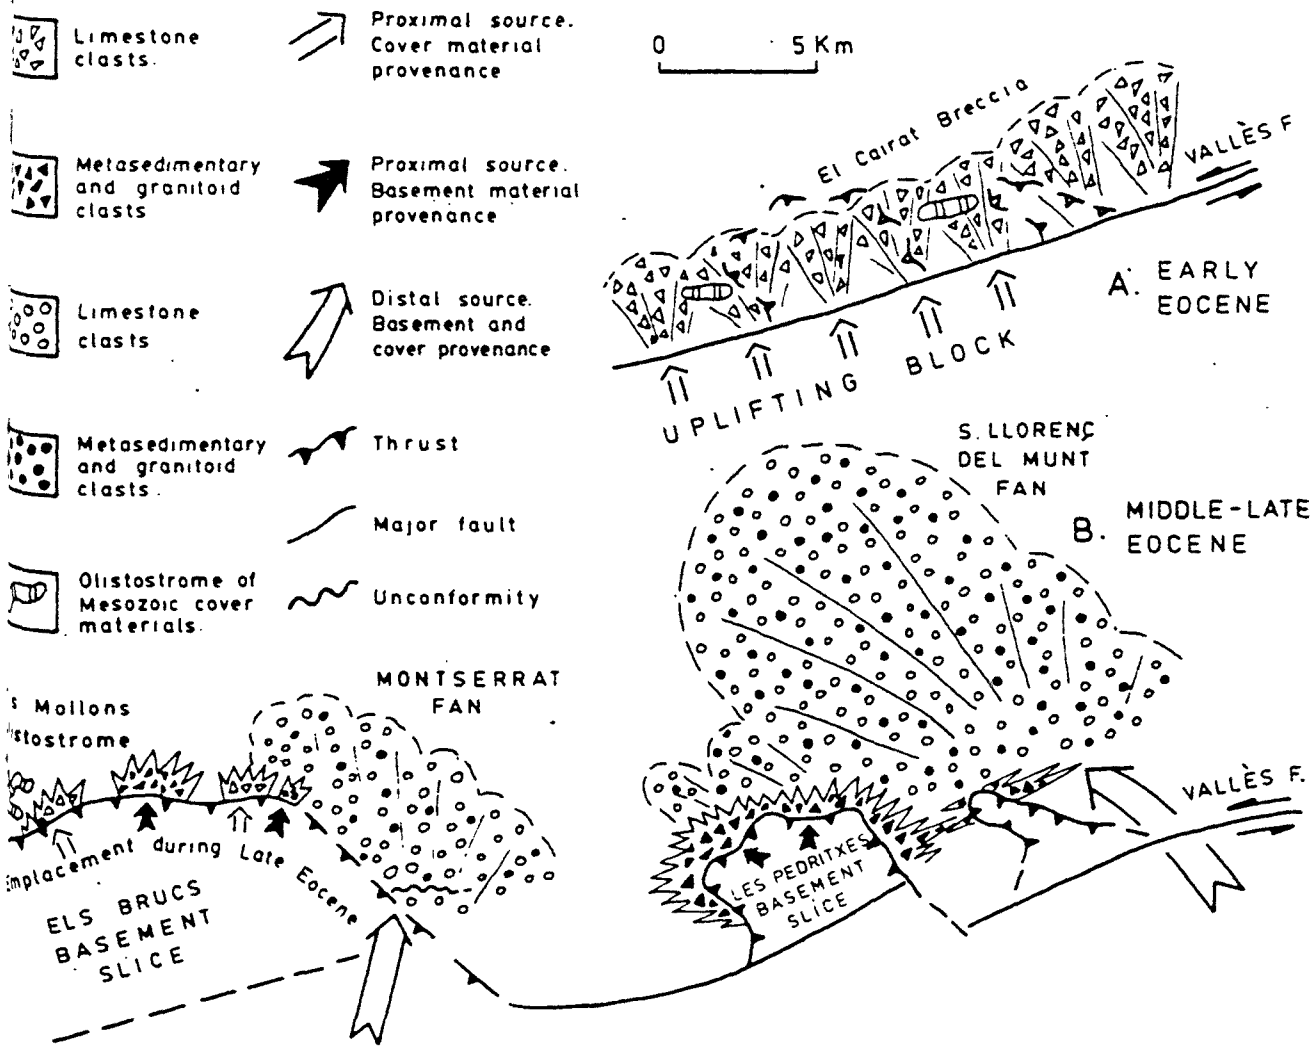 Limestone
clasts.
Proximal source.
Cover material
provenance
Metasedimentary
and granitoid
clasts
Proximal source.
Basement material
provenance
Limestone
clasts
Distal source.
Basement and
cover provenance
Metasedimentary
and granitoid
clasts.
Thrust
Major fault
Olistostrome of
Mesozoic cover
materials.
Unconformity
0 5 Km
El Cairat Breccia
VALLÈS F
A. EARLY
EOCENE
UPLIFTING BLOCK
S. LLORENÇ
DEL MUNT
FAN
B. MIDDLE-LATE
EOCENE
MONTSERRAT
FAN
s Mollons
istostrome
VALLÈS F.
Emplacement during Late Eocene
ELS BRUCS
BASEMENT
SLICE
LES PEDRITXES
BASEMENT
SLICE